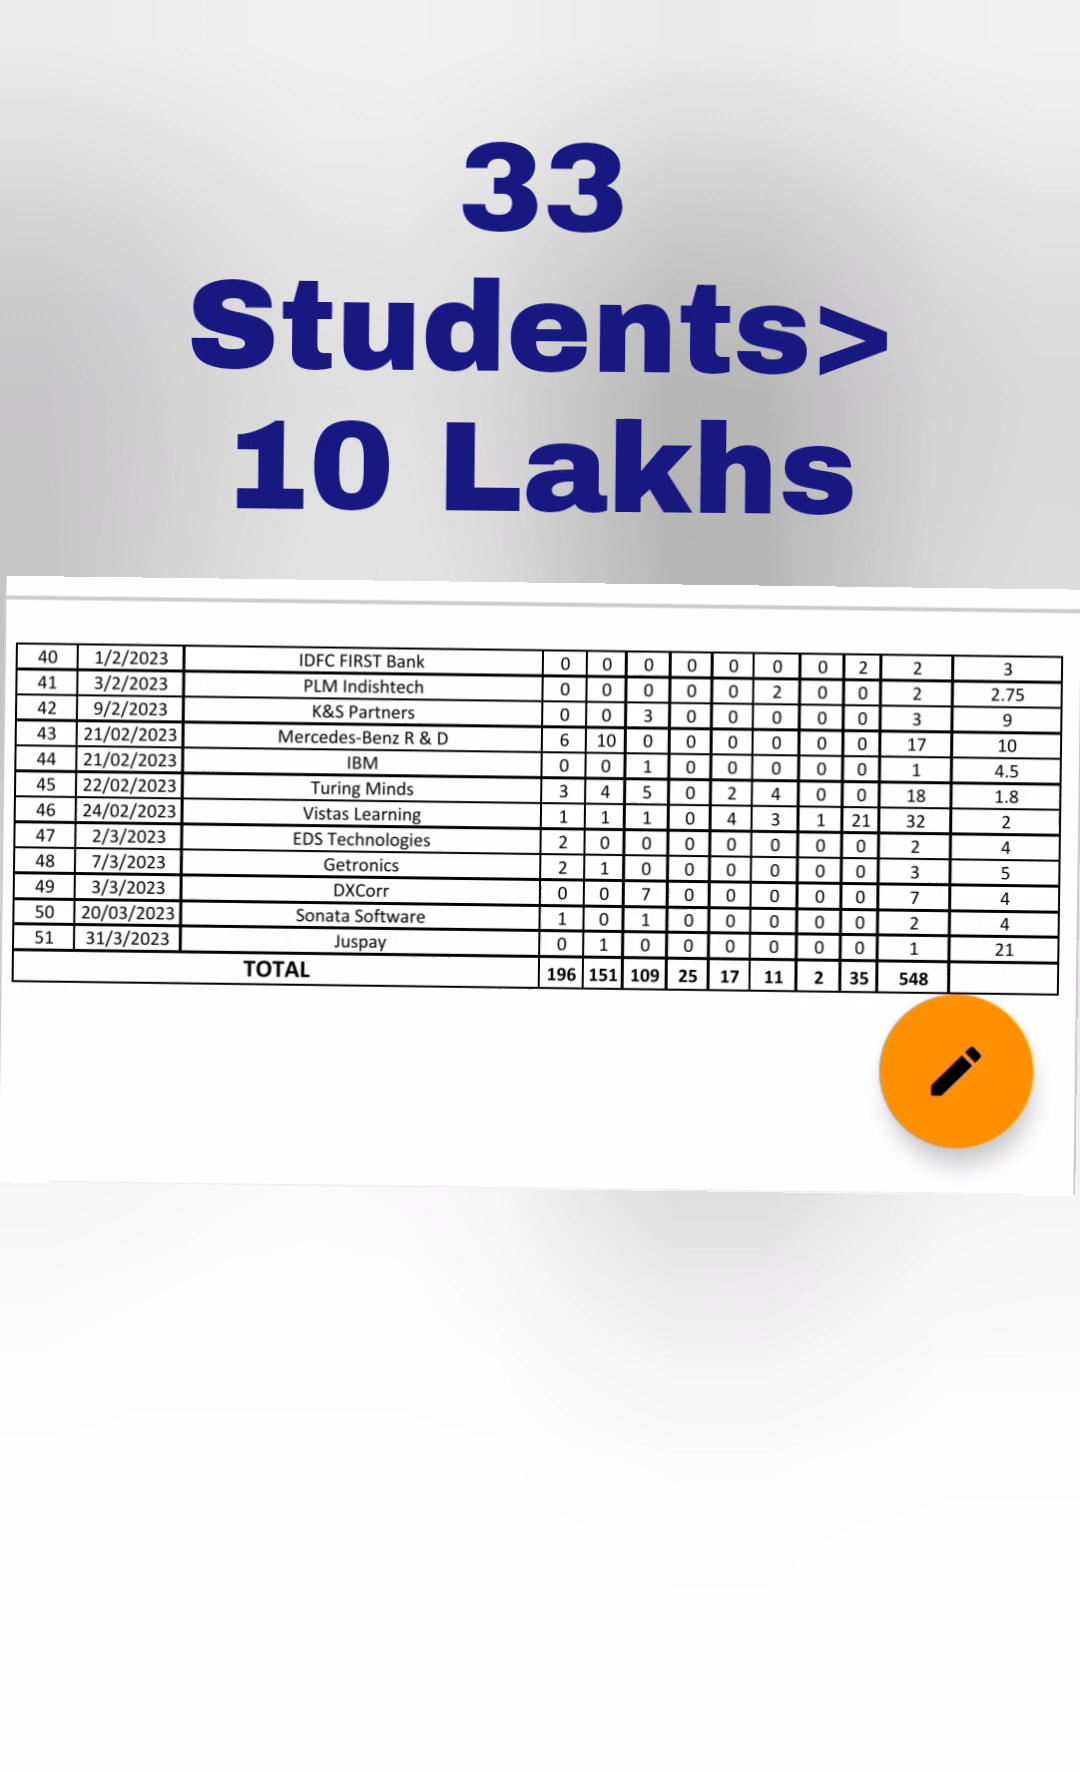 33
Students>
10 Lakhs
40 1/2/2023 IDFC FIRST Bank 0 0 0 0 0 0 0 2 2 3
41 3/2/2023 PLM Indishtech 0 0 0 0 0 2 0 0 2 2.75
42 9/2/2023 K&S Partners 0 0 3 0 0 0 0 0 3 9
43 21/02/2023 Mercedes-Benz R & D 6 10 0 0 0 0 0 0 17 10
44 21/02/2023 IBM 0 0 1 0 0 0 0 0 1 4.5
45 22/02/2023 Turing Minds 3 4 5 0 2 4 0 0 18 1.8
46 24/02/2023 Vistas Learning 1 1 1 0 4 3 1 21 32 2
47 2/3/2023 EDS Technologies 2 0 0 0 0 0 0 0 2 4
48 7/3/2023 Getronics 2 1 0 0 0 0 0 0 3 5
49 3/3/2023 DXCorr 0 0 7 0 0 0 0 0 7 4
50 20/03/2023 Sonata Software 1 0 1 0 0 0 0 0 2 4
51 31/3/2023 Juspay 0 1 0 0 0 0 0 0 1 21
TOTAL 196 151 109 25 17 11 2 35 548